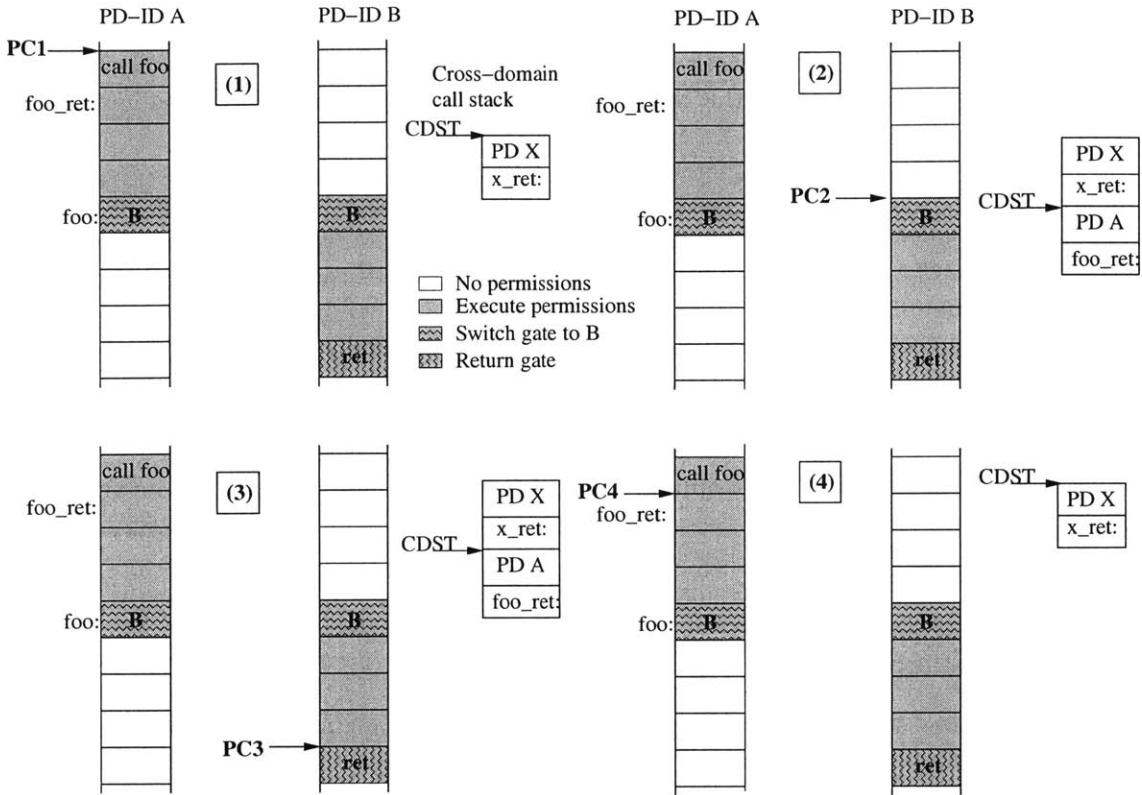 PD–ID A
PD–ID B
PC1
call foo
(1)
foo_ret:
Cross–domain
call stack
CDST
PD X
x_ret:
foo:
B
B
No permissions
Execute permissions
Switch gate to B
Return gate
ret
PD–ID A
PD–ID B
call foo
(2)
foo_ret:
PD X
x_ret:
PC2
CDST
foo:
B
B
PD A
foo_ret:
ret
call foo
(3)
foo_ret:
PD X
x_ret:
CDST
PD A
foo_ret:
foo:
B
B
PC3
ret
call foo
(4)
CDST
PC4
PD X
foo_ret:
x_ret:
foo:
B
B
ret